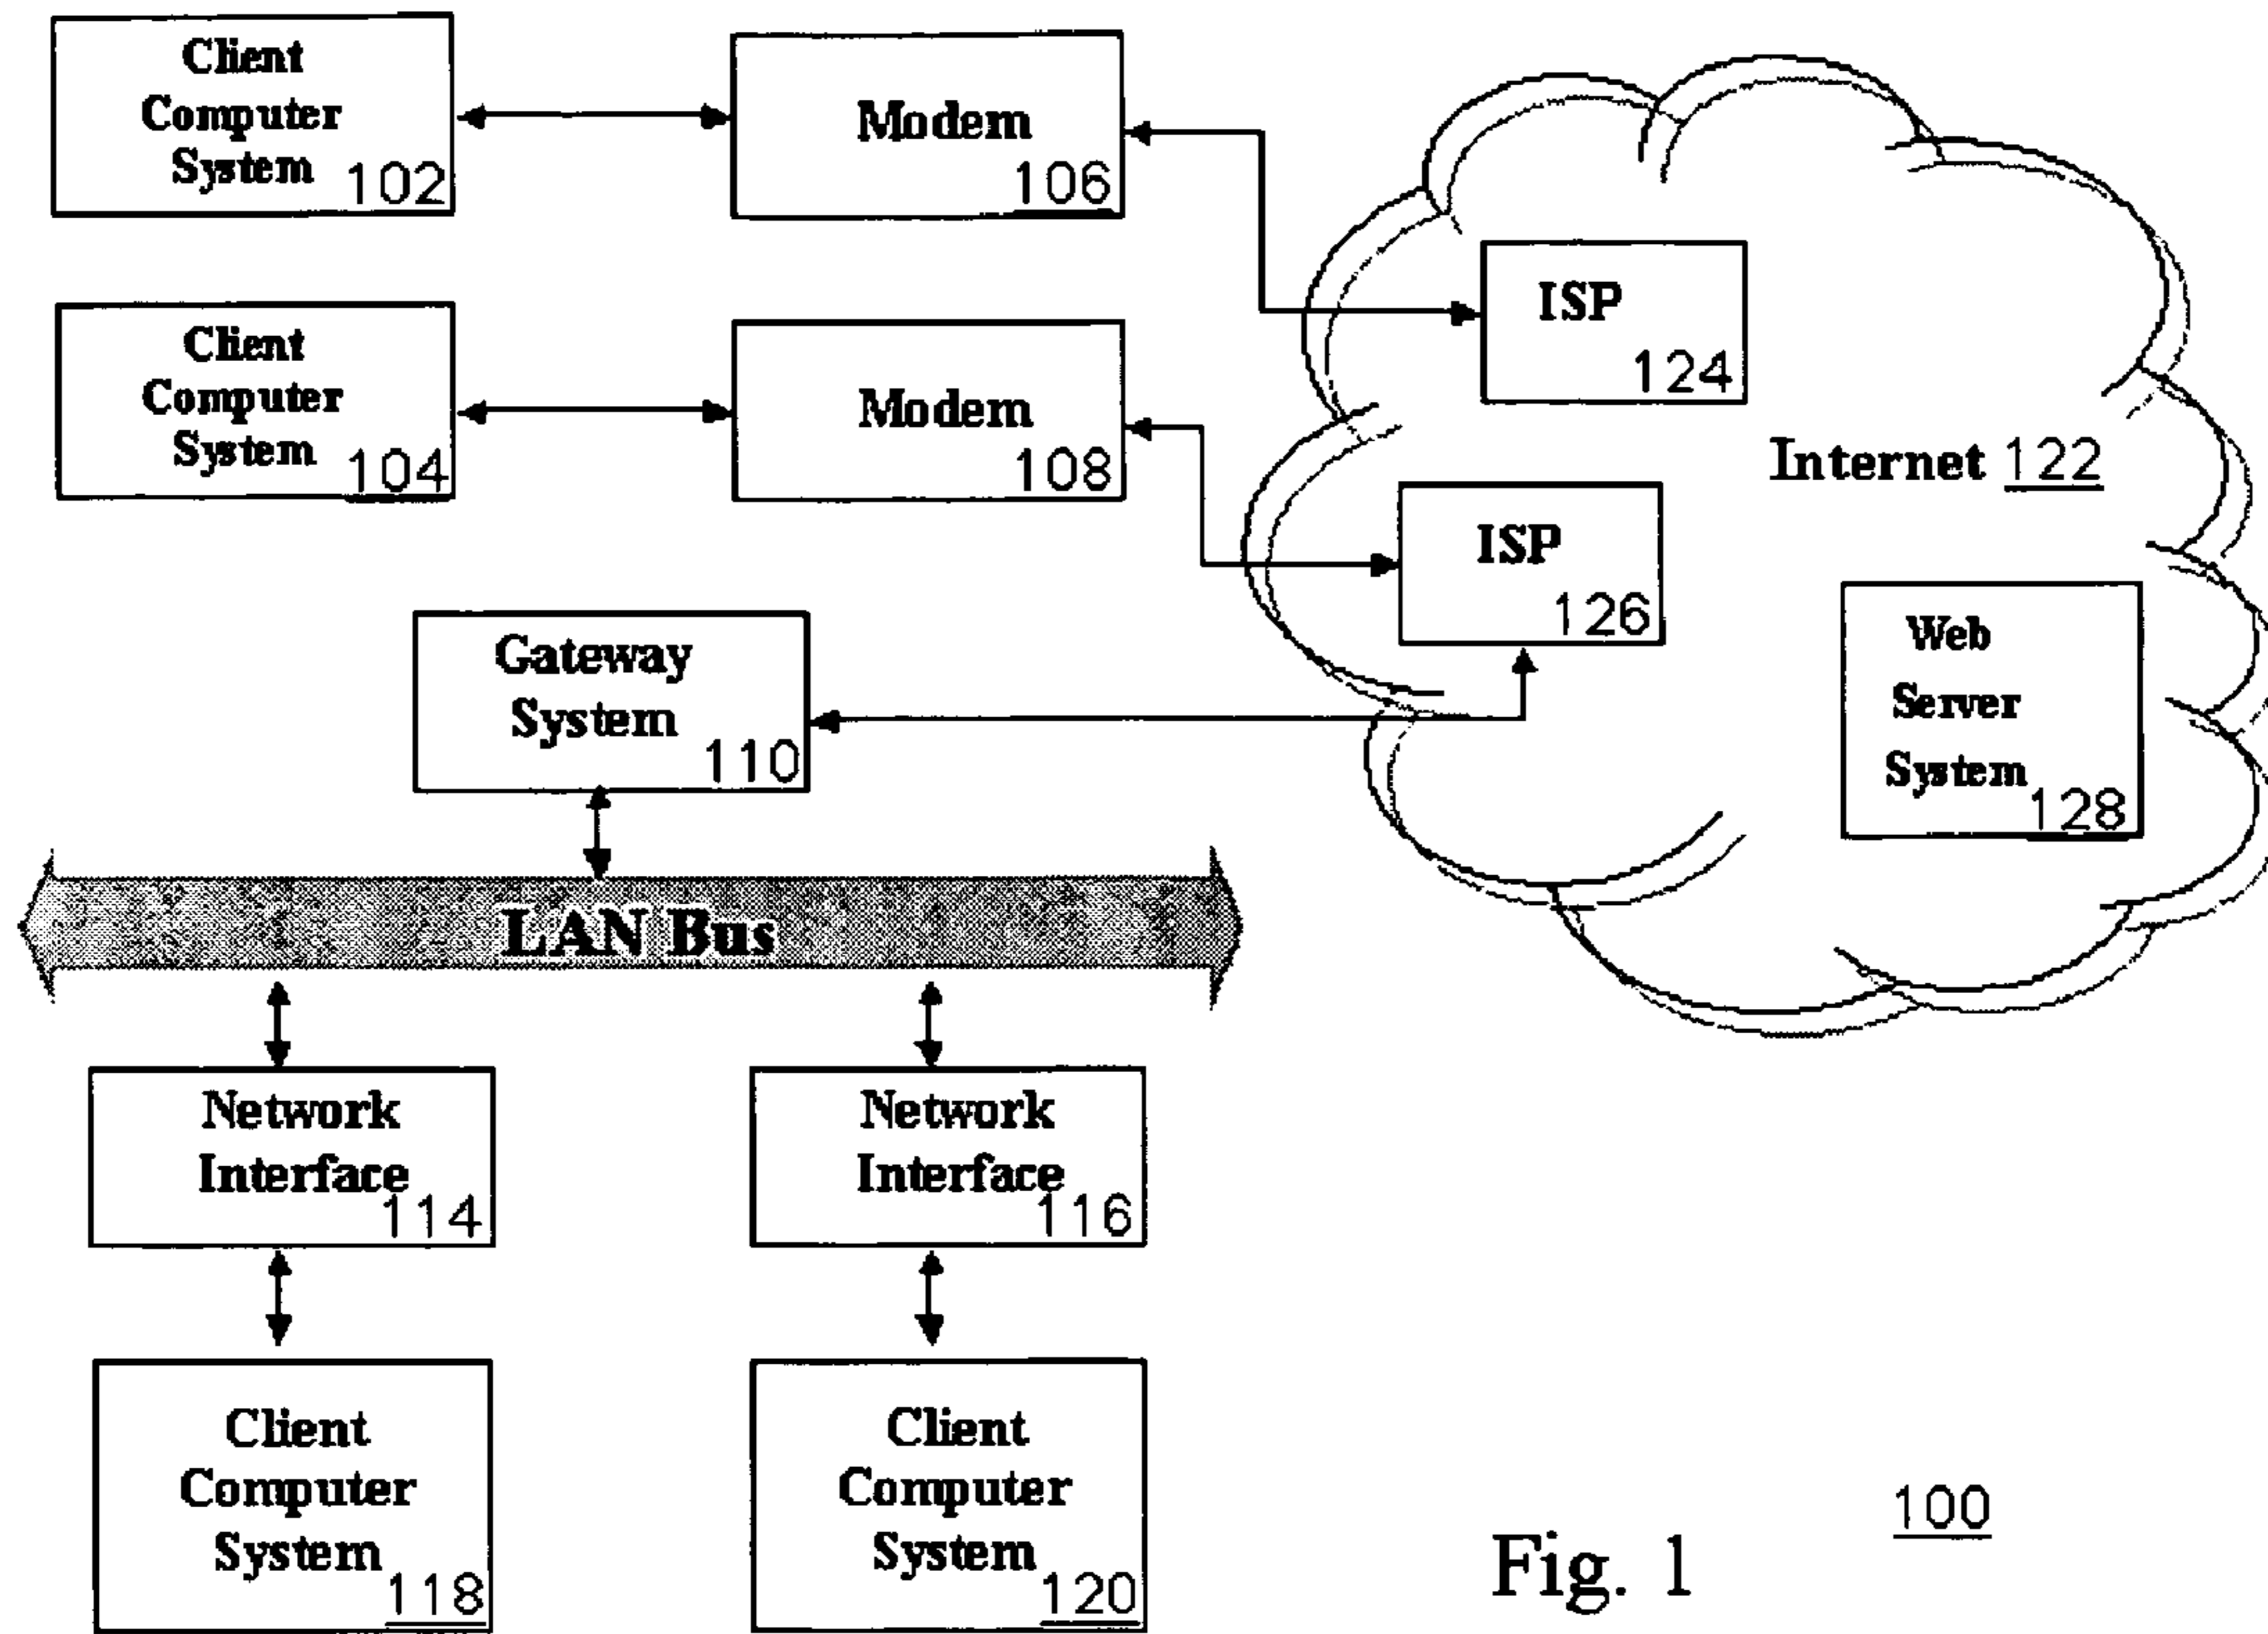 Client
Computer
System
102
Modem
106
ISP
124
Client
Computer
System
104
Modem
108
Internet 122
ISP
126
Gateway
System
110
Web
Server
System
128
LAN Bus
Network
Interface
114
Network
Interface
116
Client
Computer
System
118
Client
Computer
System
120
Fig. 1
100